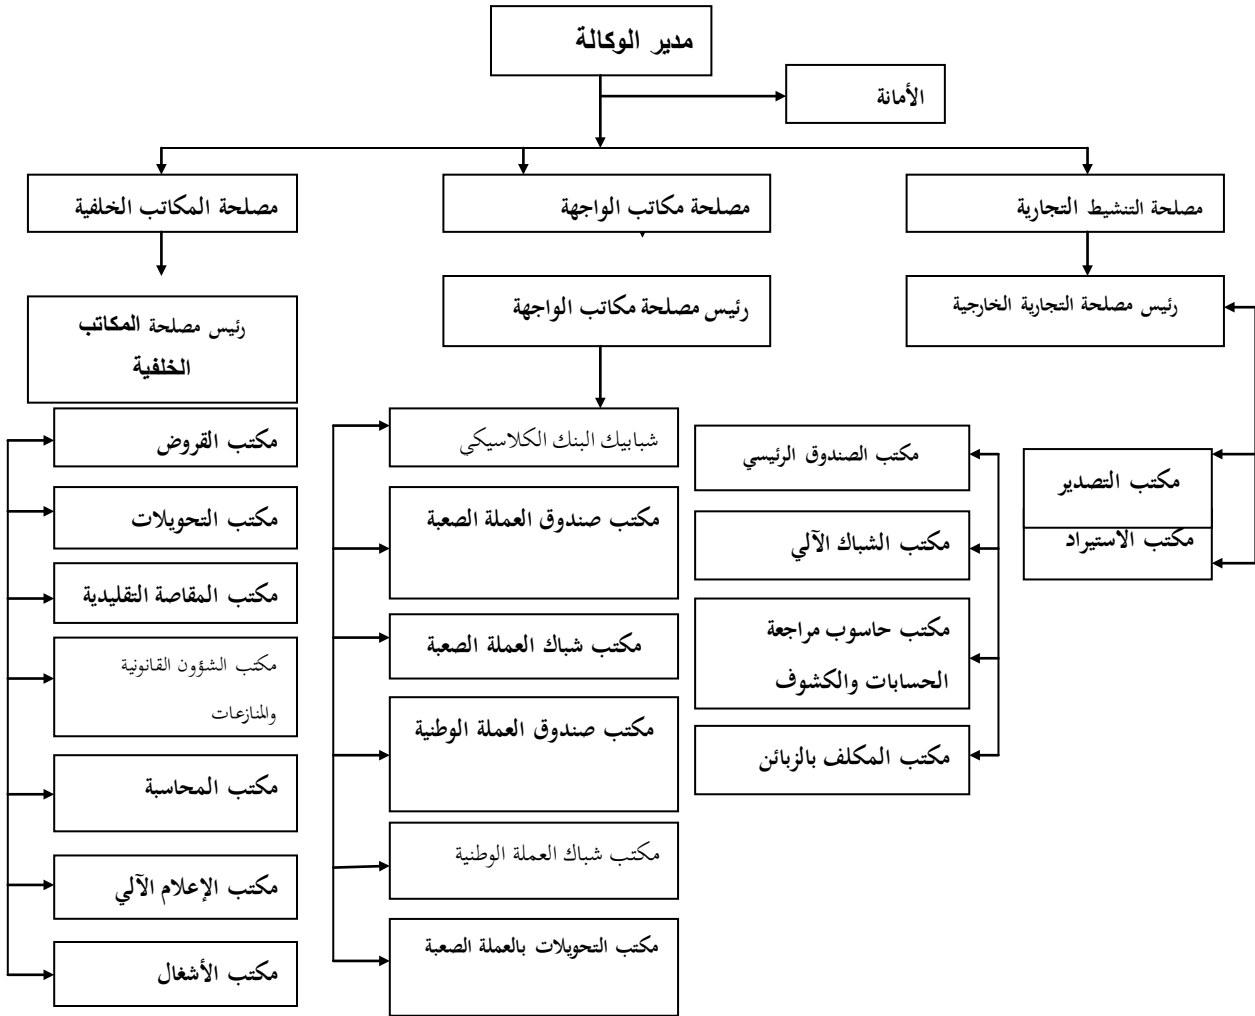 مدير الوكالة
الأمانة
مصلحة التنشيط التجارية
مصلحة مكاتب الواجهة
مصلحة المكاتب الخلفية
رئيس مصلحة التجارية الخارجية
رئيس مصلحة مكاتب الواجهة
رئيس مصلحة المكاتب
الخلفية
مكتب التصدير
مكتب الاستيراد
مكتب الصندوق الرئيسي
مكتب الشباك الآلي
مكتب حاسوب مراجعة
الحسابات والكشوف
مكتب المكلف بالزبائن
شبابيك البنك الكلاسيكي
مكتب صندوق العملة الصعبة
مكتب شباك العملة الصعبة
مكتب صندوق العملة الوطنية
مكتب شباك العملة الوطنية
مكتب التحويلات بالعملة الصعبة
مكتب القروض
مكتب التحويلات
مكتب المقاصة التقليدية
مكتب الشؤون القانونية
والمنازعات
مكتب المحاسبة
مكتب الإعلام الآلي
مكتب الأشغال